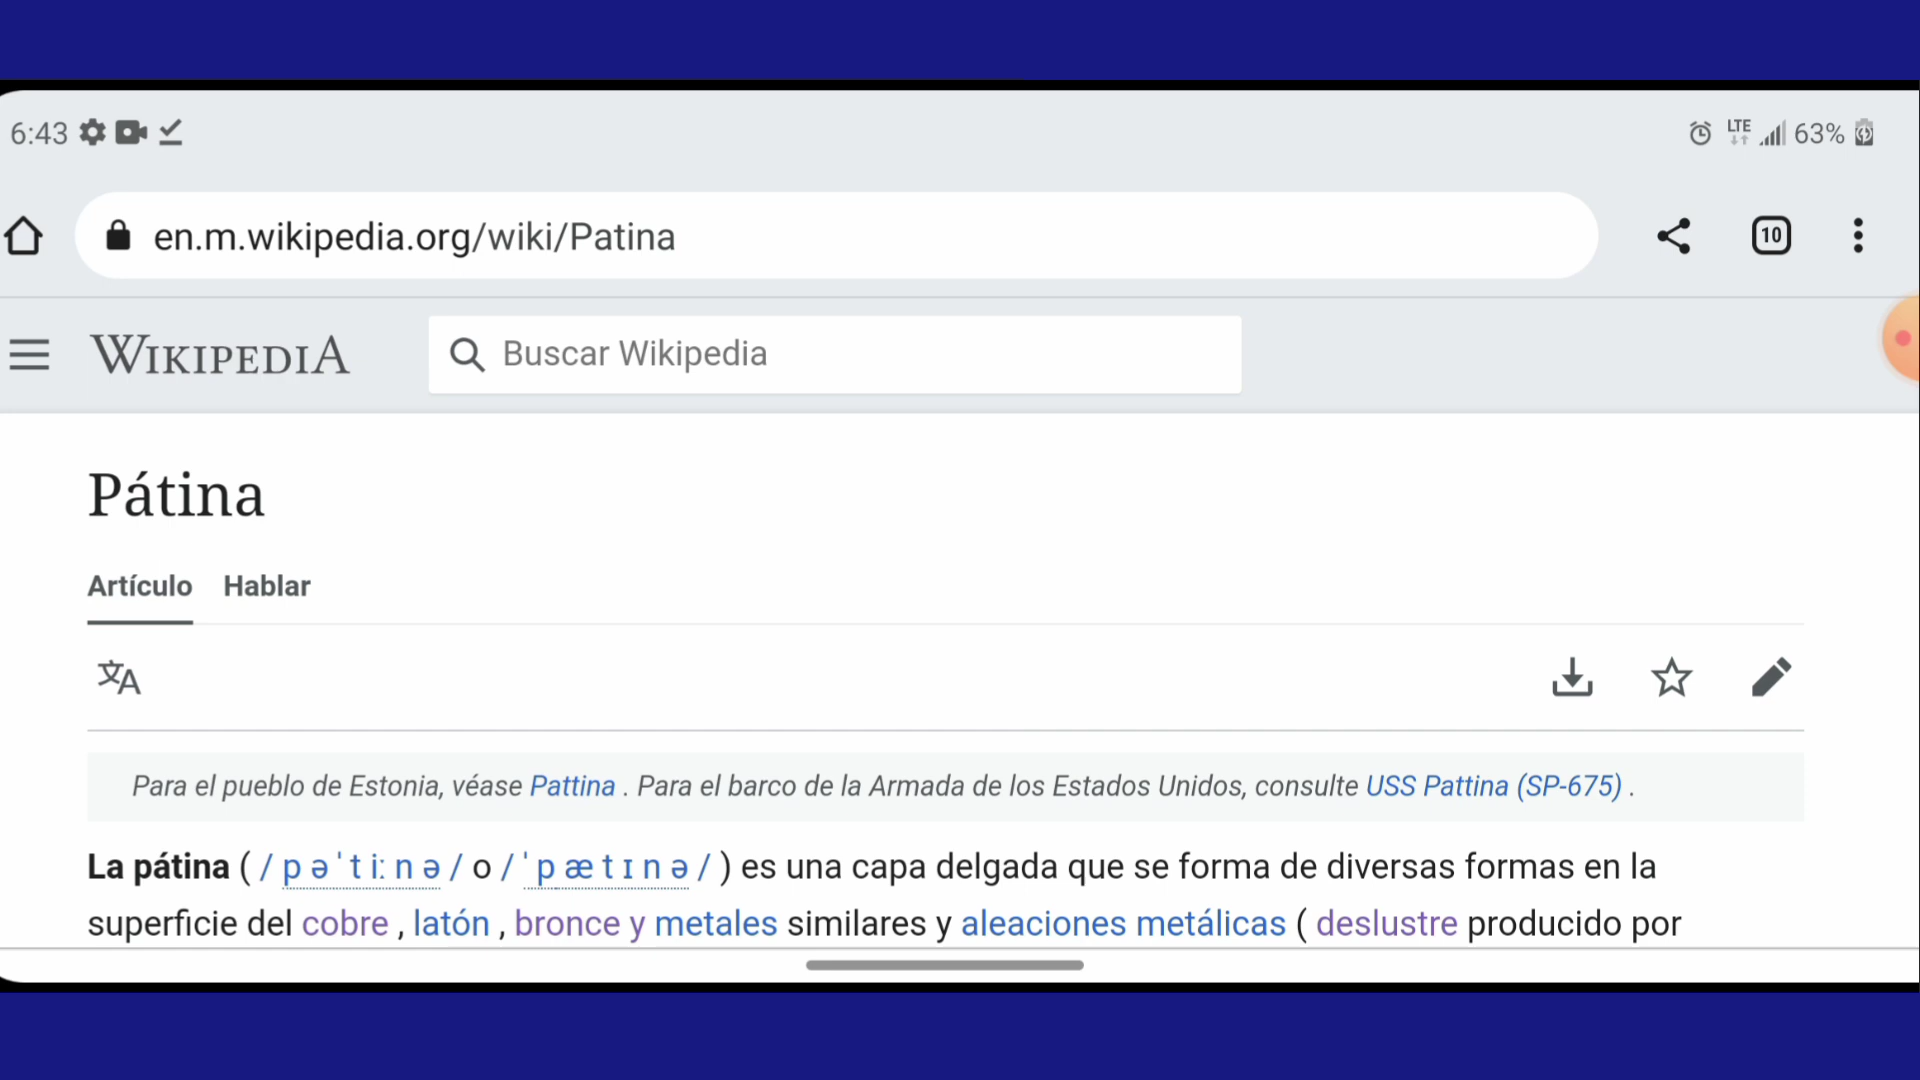 6:43 LTE 63%
en.m.wikipedia.org/wiki/Patina 10
WIKIPEDIA Buscar Wikipedia
Pátina
Artículo Hablar
Para el pueblo de Estonia, véase Pattina . Para el barco de la Armada de los Estados Unidos, consulte USS Pattina (SP-675) .
La pátina ( / p ə ˈ t iː n ə / o / ˈ p æ t ɪ n ə / ) es una capa delgada que se forma de diversas formas en la
superficie del cobre , latón , bronce y metales similares y aleaciones metálicas ( deslustre producido por